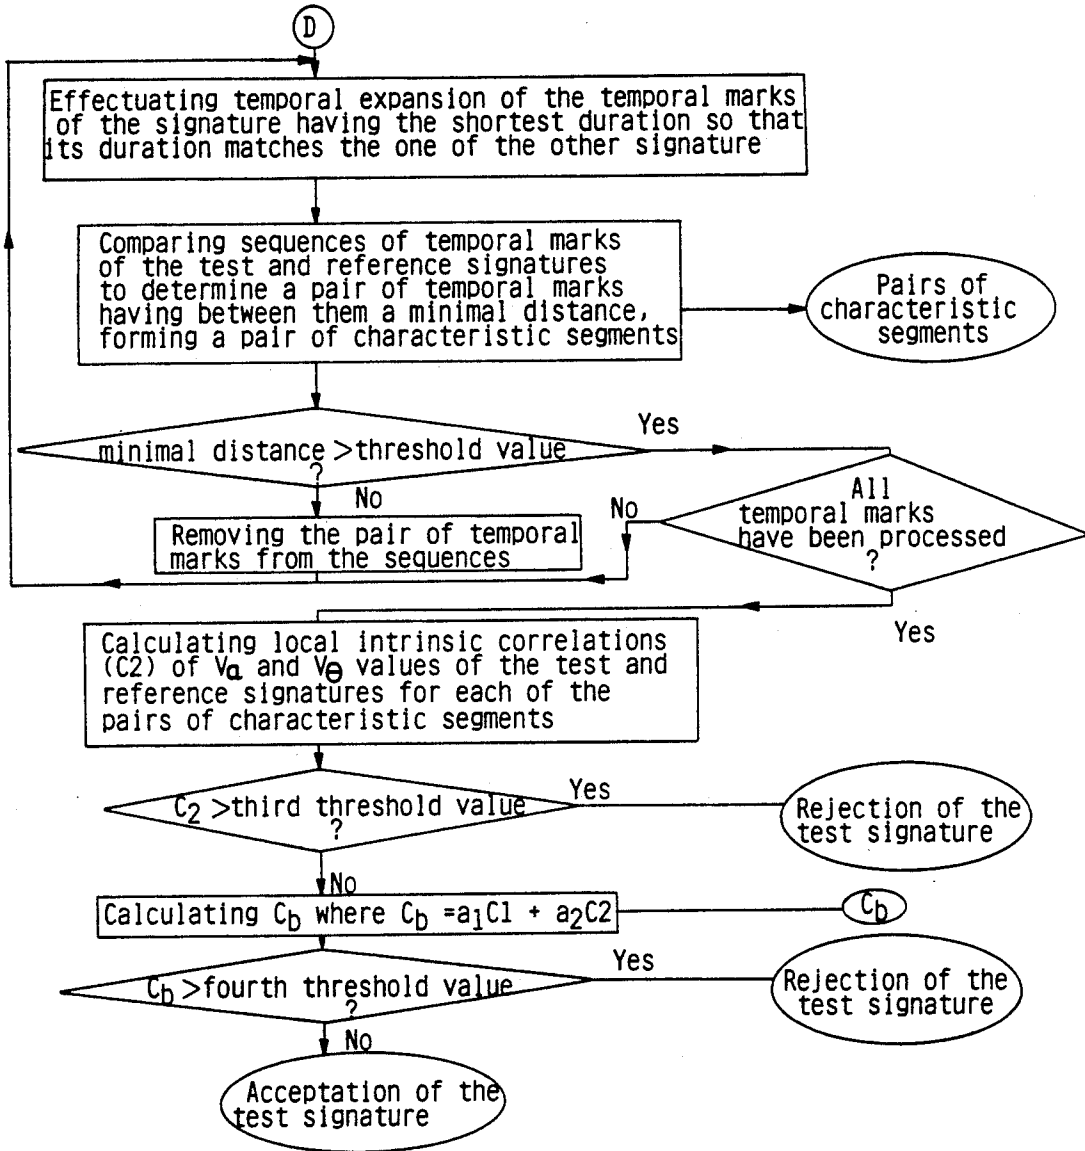 D
Effectuating temporal expansion of the temporal marks
of the signature having the shortest duration so that
its duration matches the one of the other signature
Comparing sequences of temporal marks
of the test and reference signatures
to determine a pair of temporal marks
having between them a minimal distance,
forming a pair of characteristic segments
Pairs of
characteristic
segments
minimal distance >threshold value
?
Yes
No
All
temporal marks
have been processed
?
No
Removing the pair of temporal
marks from the sequences
Yes
Calculating local intrinsic correlations
(C2) of Va and Vθ values of the test and
reference signatures for each of the
pairs of characteristic segments
C2 >third threshold value
?
Yes
Rejection of the
test signature
No
Calculating Cb where Cb =a1C1 + a2C2
Cb
Cb >fourth threshold value
?
Yes
Rejection of the
test signature
No
Acceptation of the
test signature